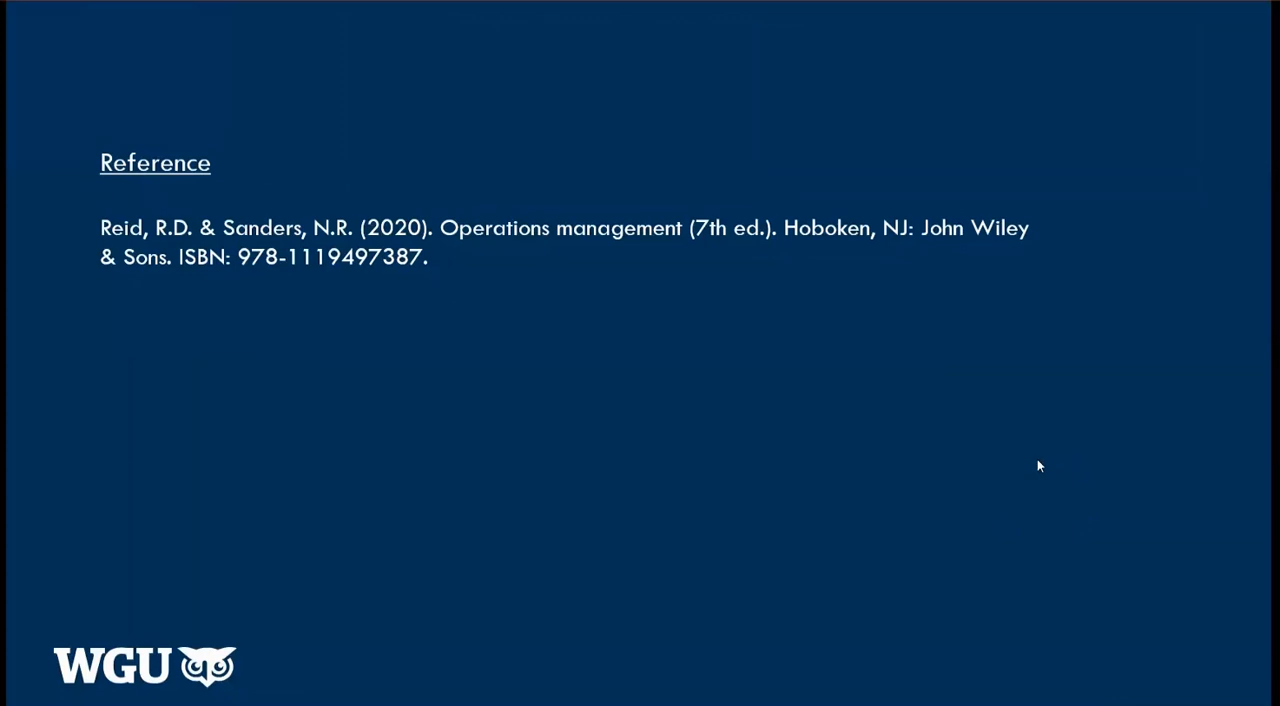 Reference
Reid, R.D. & Sanders, N.R. (2020). Operations management (7th ed.). Hoboken, NJ: John Wiley
& Sons. ISBN: 978-1119497387.
WGU